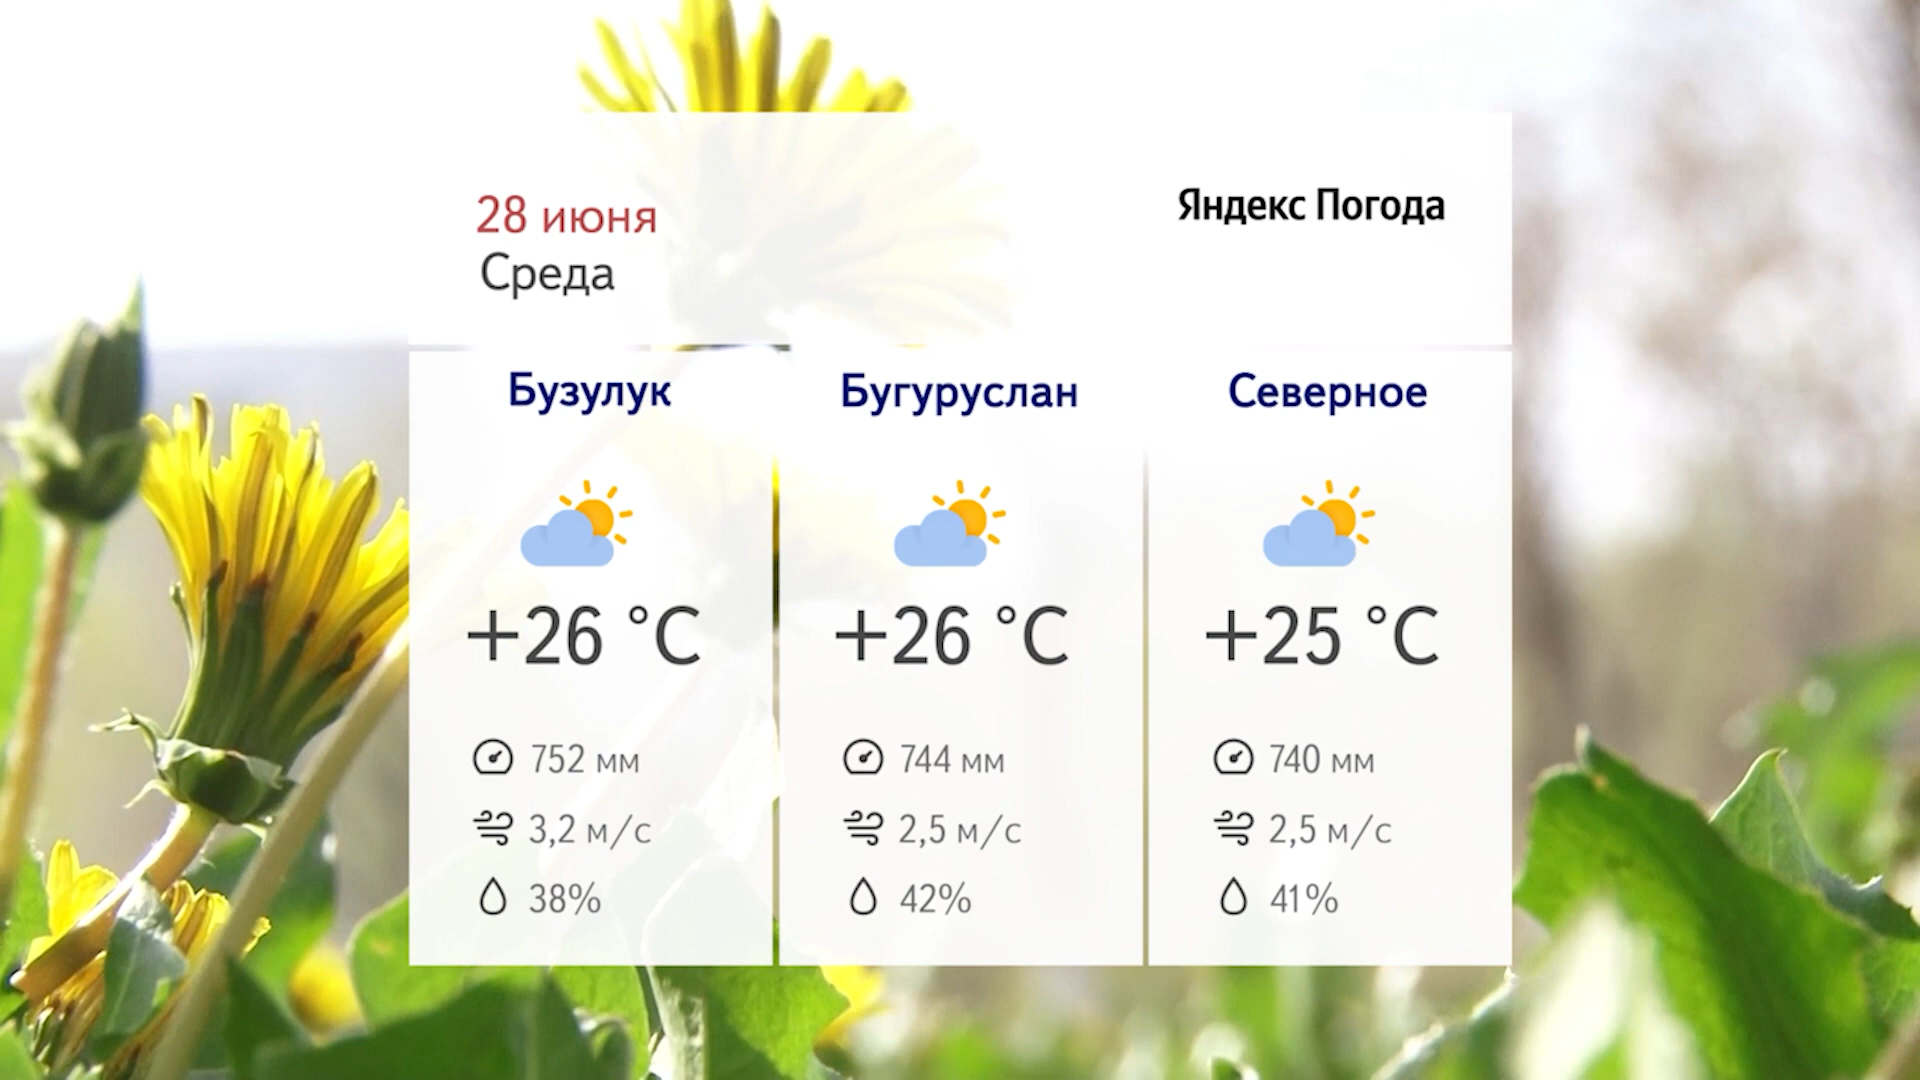 28 июня
Среда
Яндекс Погода
Бузулук
+26 °C
752 мм
3,2 м/с
38%
Бугуруслан
+26 °C
744 мм
2,5 м/с
42%
Северное
+25 °C
740 мм
2,5 м/с
41%